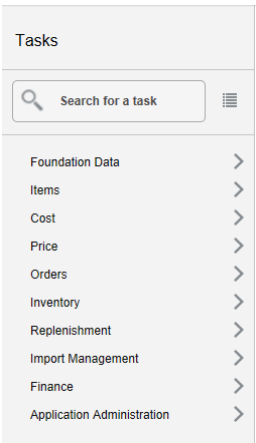 Tasks
Search for a task
Foundation Data
Items
Cost
Price
Orders
Inventory
Replenishment
Import Management
Finance
Application Administration